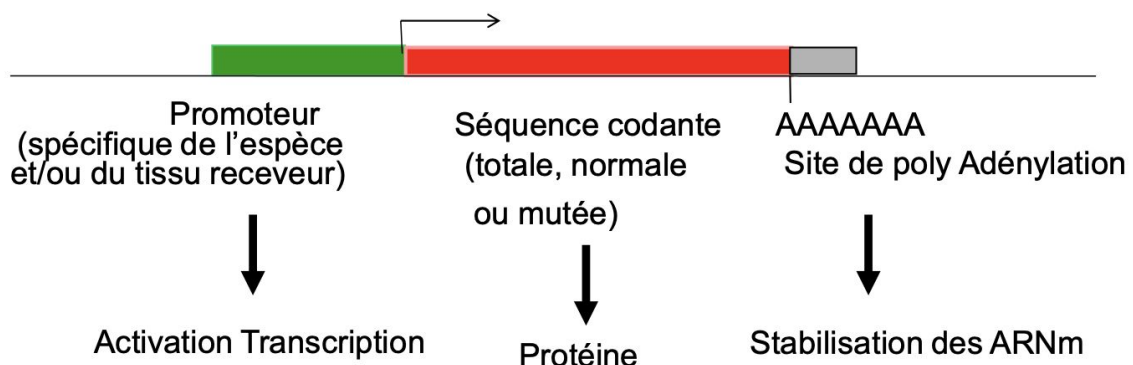 Promoteur
(spécifique de l'espèce
et/ou du tissu receveur)
Activation Transcription
Séquence codante
(totale, normale
ou mutée)
Protéine
AAAAAAA
Site de poly Adénylation
Stabilisation des ARNm